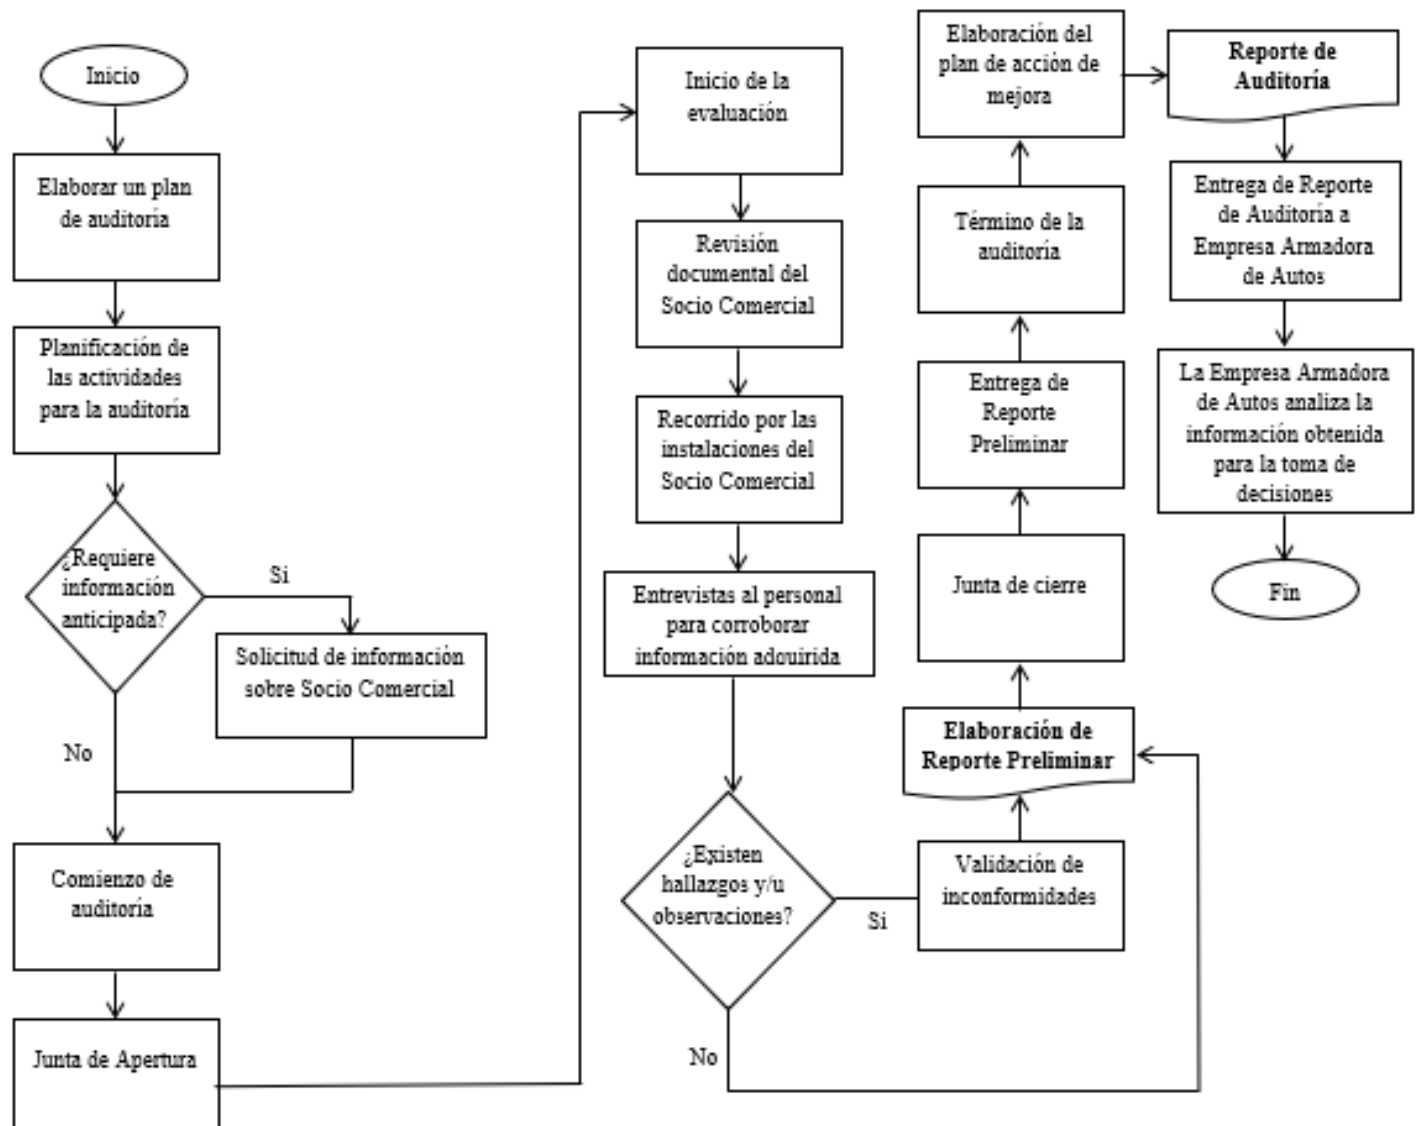 Inicio
Elaborar un plan
de auditoría
Planificación de
las actividades
para la auditoría
¿Requiere
información
anticipada?
Si
Solicitud de información
sobre Socio Comercial
No
Comienzo de
auditoría
Junta de Apertura
Inicio de la
evaluación
Revisión
documental del
Socio Comercial
Recorrido por las
instalaciones del
Socio Comercial
Entrevistas al personal
para corroborar
información adquirida
¿Existen
hallazgos y/u
observaciones?
Si
No
Validación de
inconformidades
Elaboración de
Reporte Preliminar
Junta de cierre
Entrega de
Reporte
Preliminar
Término de la
auditoría
Elaboración del
plan de acción de
mejora
Reporte de
Auditoría
Entrega de Reporte
de Auditoría a
Empresa Armadora
de Autos
La Empresa Armadora
de Autos analiza la
información obtenida
para la toma de
decisiones
Fin